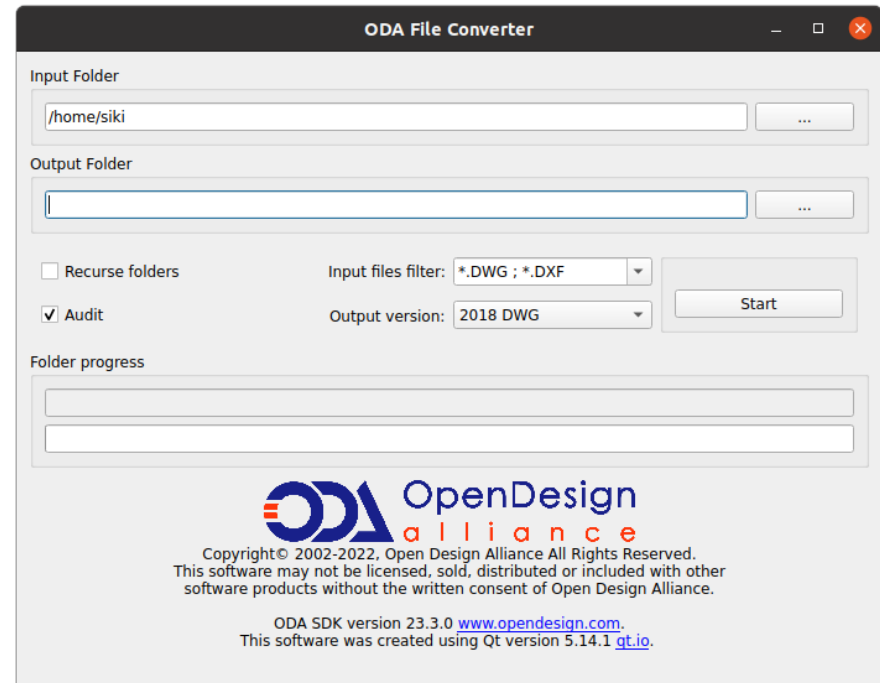 ODA File Converter
Input Folder
/home/siki
...
Output Folder
...
Recurse folders
Input files filter: *.DWG ; *.DXF
Audit
Output version: 2018 DWG
Start
Folder progress
ODA OpenDesign
alliance
Copyright© 2002-2022, Open Design Alliance All Rights Reserved.
This software may not be licensed, sold, distributed or included with other
software products without the written consent of Open Design Alliance.
ODA SDK version 23.3.0 www.opendesign.com.
This software was created using Qt version 5.14.1 qt.io.